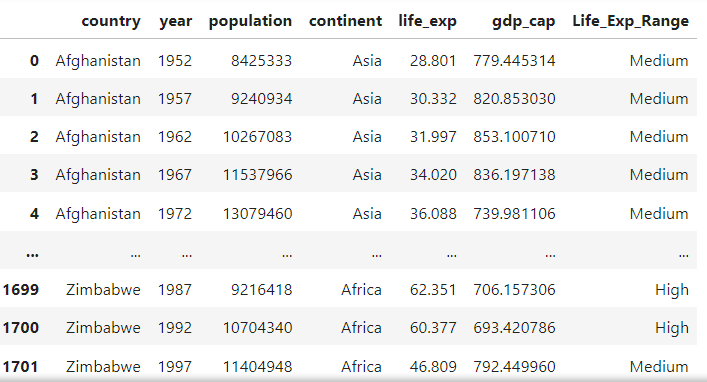 country year population continent life_exp gdp_cap Life_Exp_Range
0 Afghanistan 1952 8425333 Asia 28.801 779.445314 Medium
1 Afghanistan 1957 9240934 Asia 30.332 820.853030 Medium
2 Afghanistan 1962 10267083 Asia 31.997 853.100710 Medium
3 Afghanistan 1967 11537966 Asia 34.020 836.197138 Medium
4 Afghanistan 1972 13079460 Asia 36.088 739.981106 Medium
... ... ... ... ... ... ... ...
1699 Zimbabwe 1987 9216418 Africa 62.351 706.157306 High
1700 Zimbabwe 1992 10704340 Africa 60.377 693.420786 High
1701 Zimbabwe 1997 11404948 Africa 46.809 792.449960 Medium